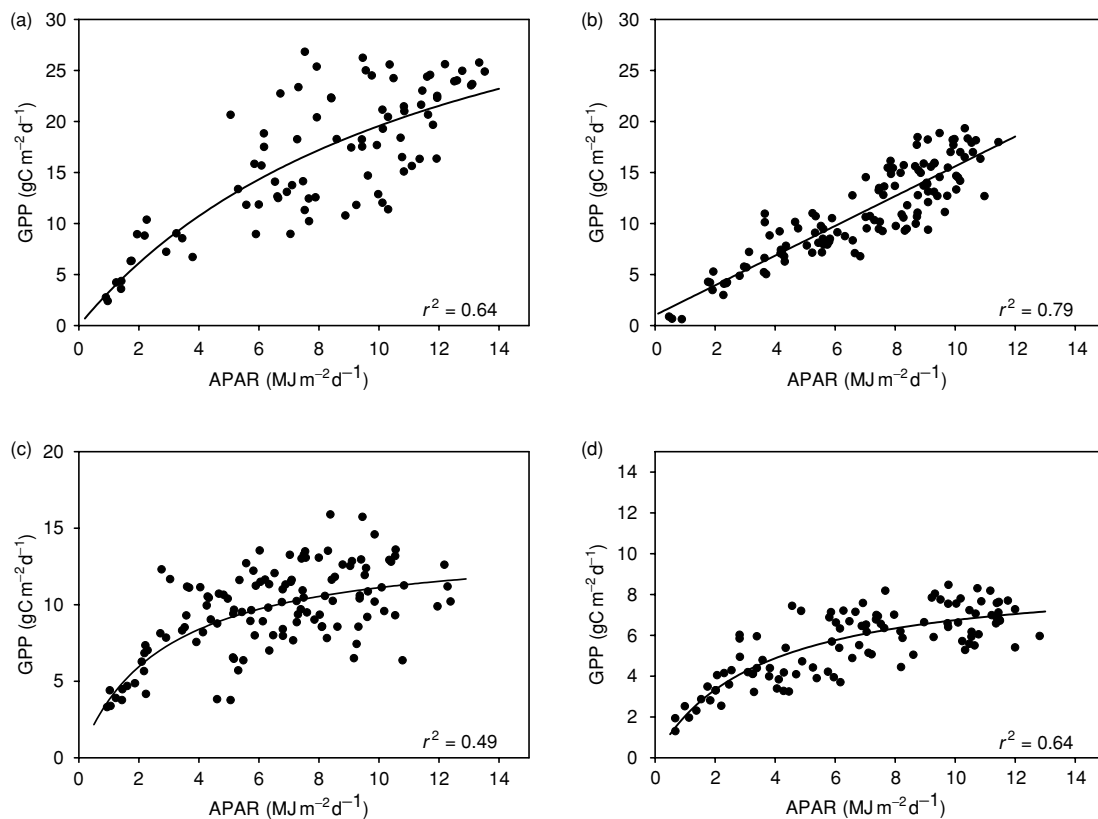 (a)
30
25
20
15
10
5
0
GPP (gC m⁻² d⁻¹)
r² = 0.64
0 2 4 6 8 10 12 14
APAR (MJ m⁻² d⁻¹)
(b)
30
25
20
15
10
5
0
GPP (gC m⁻² d⁻¹)
r² = 0.79
0 2 4 6 8 10 12 14
APAR (MJ m⁻² d⁻¹)
(c)
20
15
10
5
0
GPP (gC m⁻² d⁻¹)
r² = 0.49
0 2 4 6 8 10 12 14
APAR (MJ m⁻² d⁻¹)
(d)
14
12
10
8
6
4
2
0
GPP (gC m⁻² d⁻¹)
r² = 0.64
0 2 4 6 8 10 12 14
APAR (MJ m⁻² d⁻¹)